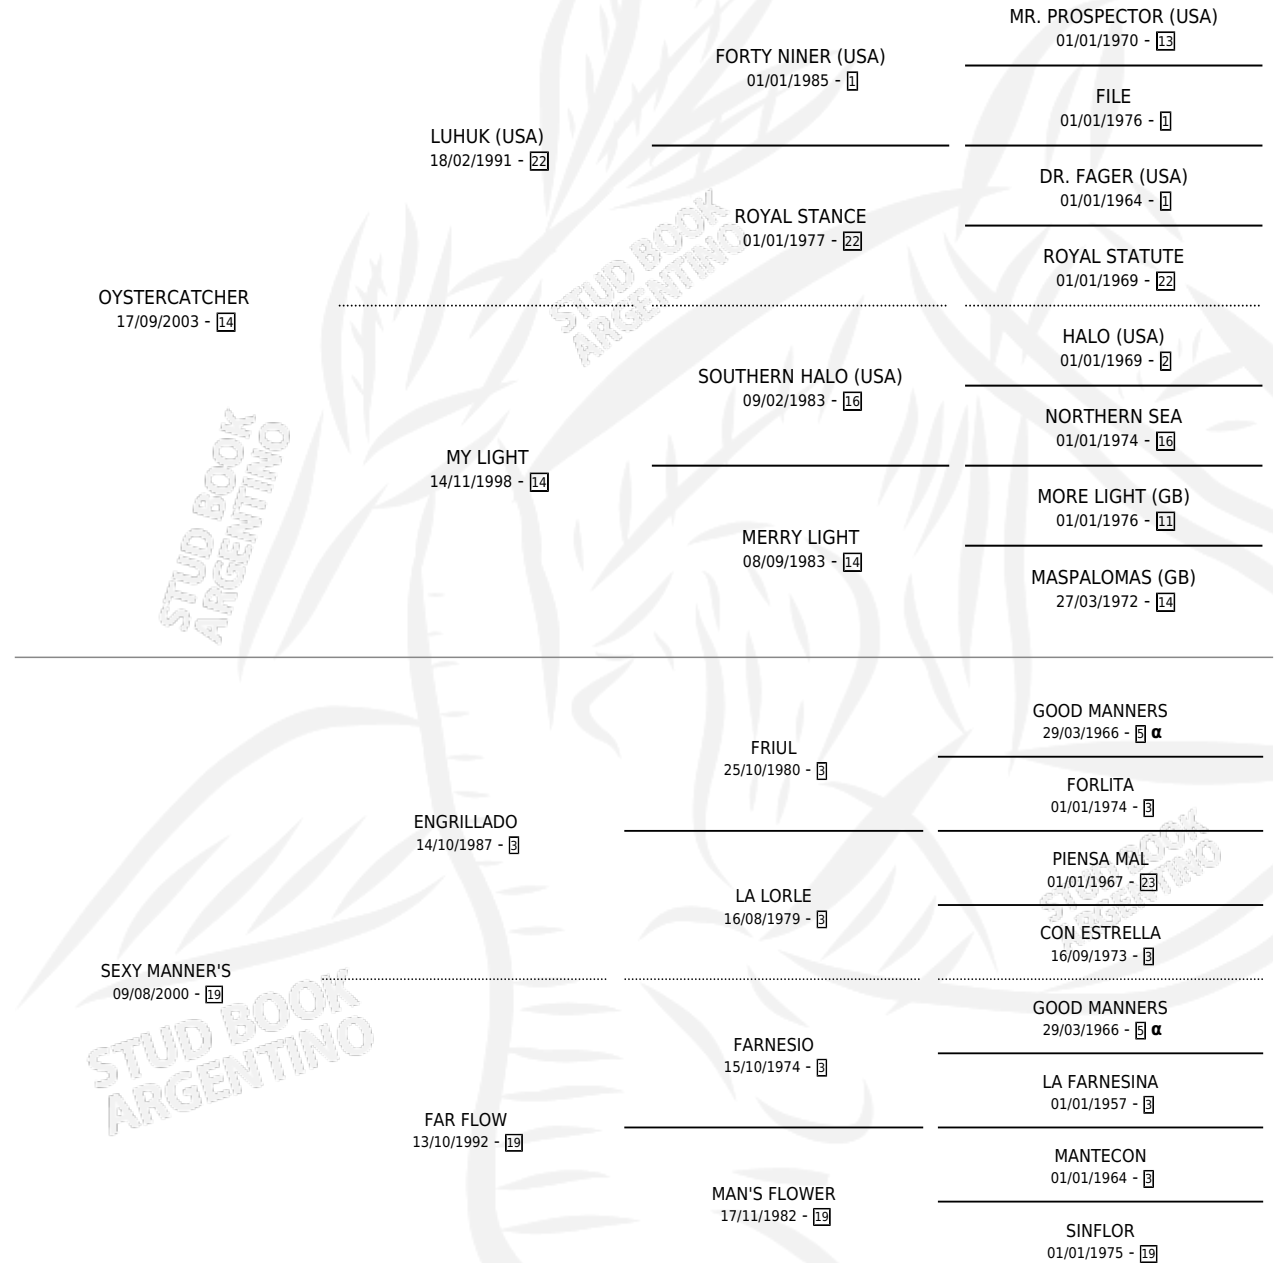 MR. PROSPECTOR (USA)
01/01/1970 - 13
FORTY NINER (USA)
01/01/1985 - 1
FILE
01/01/1976 - 1
LUHUK (USA)
18/02/1991 - 22
DR. FAGER (USA)
01/01/1964 - 1
ROYAL STANCE
01/01/1977 - 22
ROYAL STATUTE
01/01/1969 - 22
OYSTERCATCHER
17/09/2003 - 14
HALO (USA)
01/01/1969 - 2
SOUTHERN HALO (USA)
09/02/1983 - 16
NORTHERN SEA
01/01/1974 - 16
MY LIGHT
14/11/1998 - 14
MORE LIGHT (GB)
01/01/1976 - 11
MERRY LIGHT
08/09/1983 - 14
MASPALOMAS (GB)
27/03/1972 - 14
STUD BOOK
ARGENTINO
STUD BOOK
ARGENTINO
GOOD MANNERS
29/03/1966 - 5 α
FRIUL
25/10/1980 - 3
FORLITA
01/01/1974 - 3
ENGRILLADO
14/10/1987 - 3
PIENSA MAL
01/01/1967 - 23
LA LORLE
16/08/1979 - 3
CON ESTRELLA
16/09/1973 - 3
SEXY MANNER'S
09/08/2000 - 19
GOOD MANNERS
29/03/1966 - 5 α
FARNESIO
15/10/1974 - 3
LA FARNESINA
01/01/1957 - 3
FAR FLOW
13/10/1992 - 19
MANTECON
01/01/1964 - 3
MAN'S FLOWER
17/11/1982 - 19
SINFLOR
01/01/1975 - 19
STUD BOOK
ARGENTINO
STUD BOOK
ARGENTINO